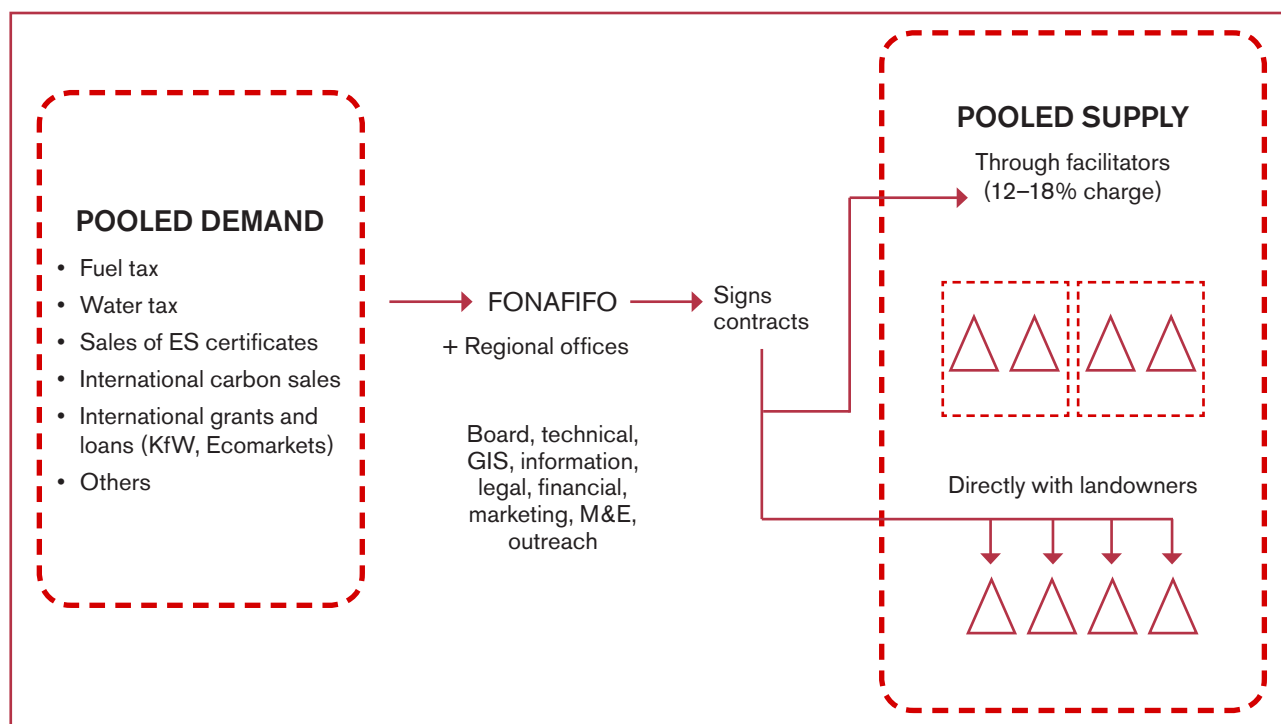 POOLED DEMAND
• Fuel tax
• Water tax
• Sales of ES certificates
• International carbon sales
• International grants and
loans (KfW, Ecomarkets)
• Others
FONAFIFO
+ Regional offices
Board, technical,
GIS, information,
legal, financial,
marketing, M&E,
outreach
Signs
contracts
POOLED SUPPLY
Through facilitators
(12–18% charge)
Directly with landowners